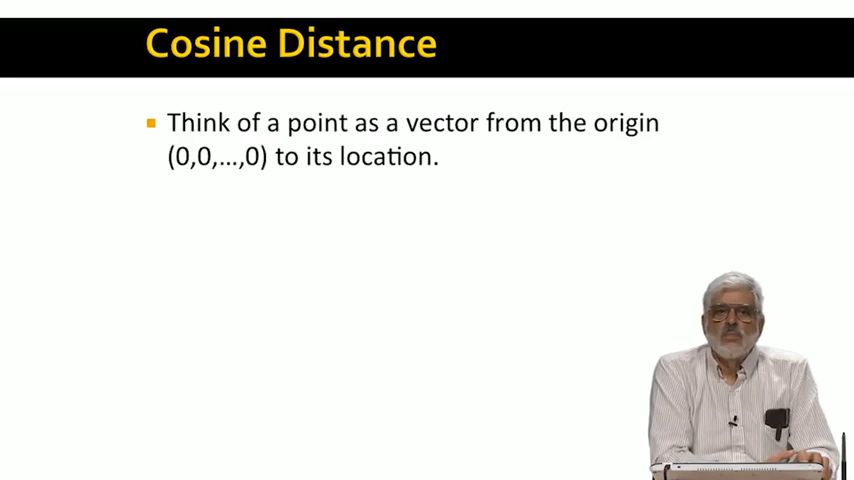 Cosine Distance
Think of a point as a vector from the origin
(0,0,…,0) to its location.